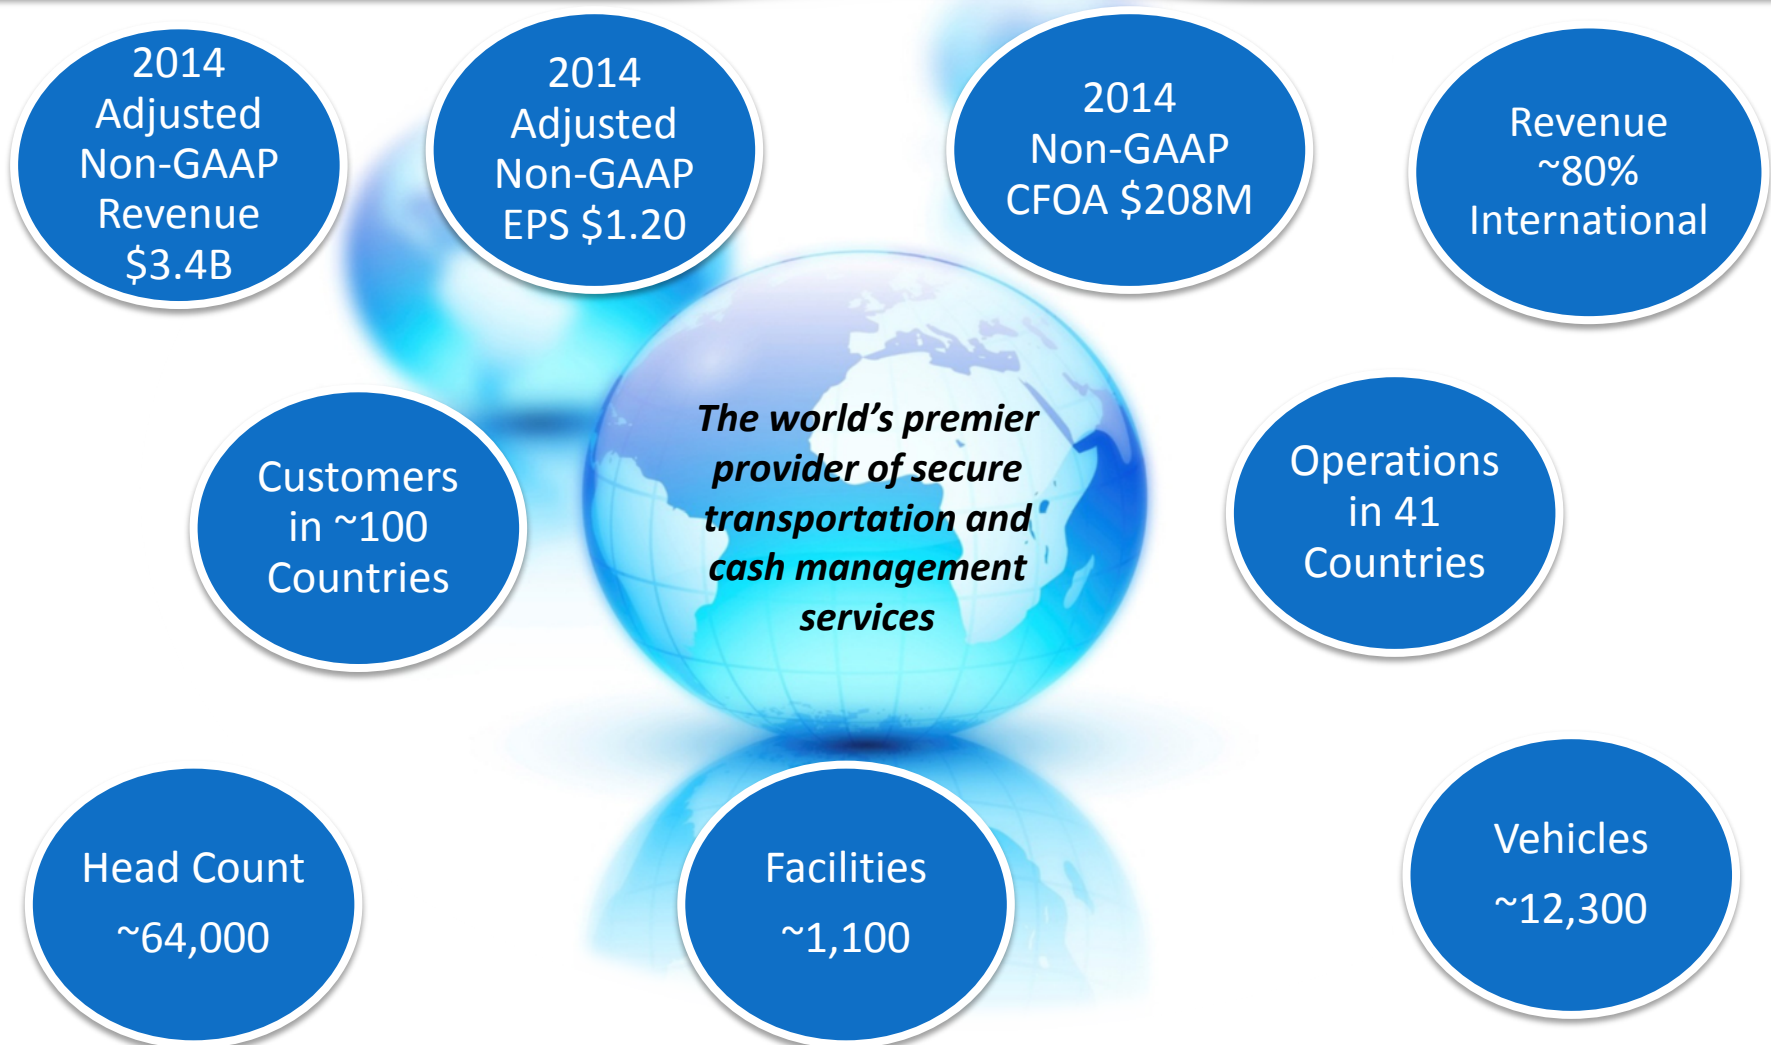 2014
Adjusted
Non-GAAP
Revenue
$3.4B
2014
Adjusted
Non-GAAP
EPS $1.20
2014
Non-GAAP
CFOA $208M
Revenue
~80%
International
Customers
in ~100
Countries
The world’s premier
provider of secure
transportation and
cash management
services
Operations
in 41
Countries
Head Count
~64,000
Facilities
~1,100
Vehicles
~12,300